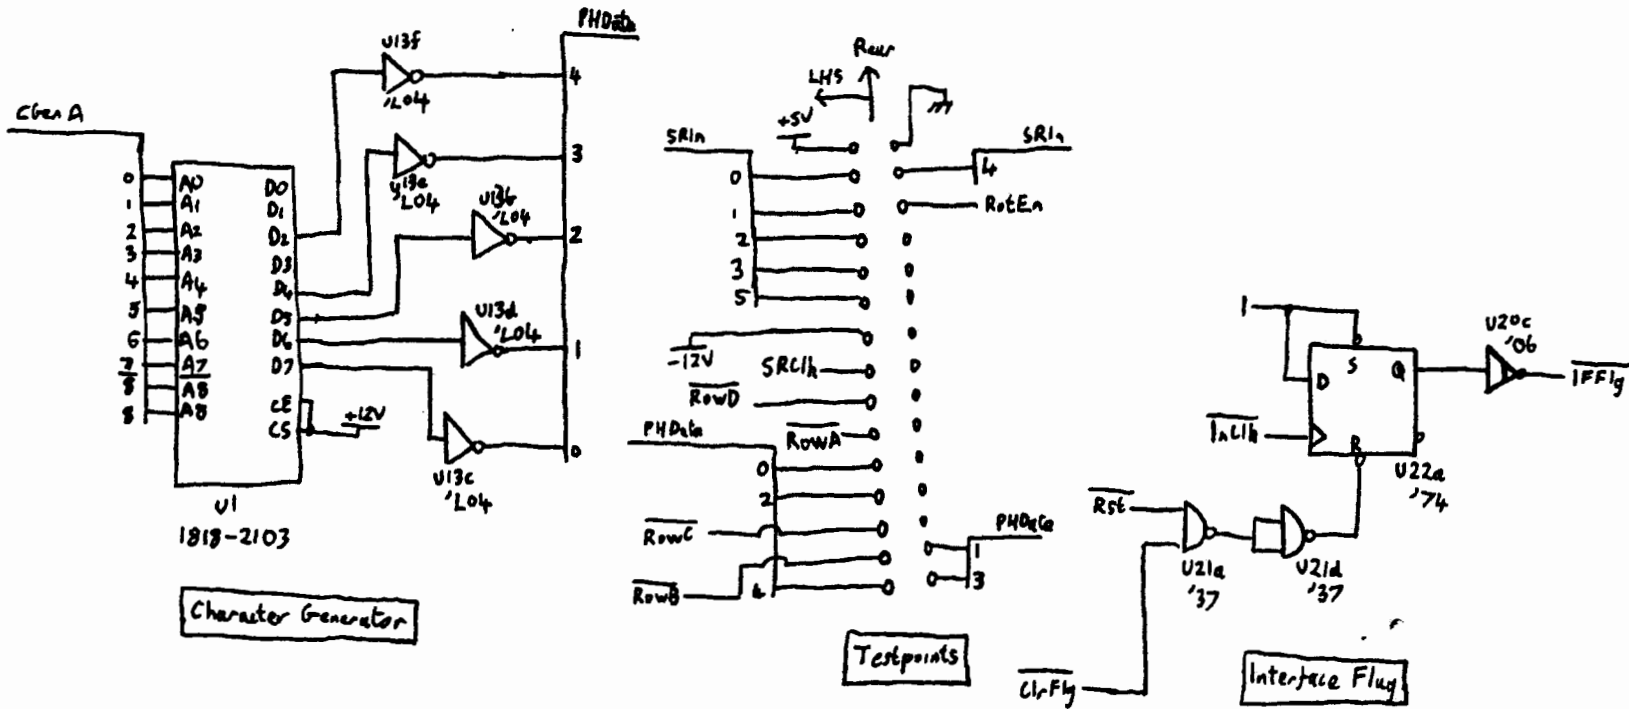 PHData
U13f
'L04
4
CGenA
U13e
'L04
3
0 A0 D0
1 A1 D1
2 A2 D2
3 A3 D3
4 A4 D4
5 A5 D5
6 A6 D6
7 A7 D7
8 A8 CE
8 A8 CS
+12V
U13b
'L04
2
U13d
'L04
1
U13c
'L04
0
U1
1818-2103
Character Generator
Rear
LHS
+5V
SRIn
0
1
2
3
5
SRIn
4
RotEn
-12V
SRClk
RowD
RowA
PHData
0
2
RowC
RowB
4
PHData
1
3
Testpoints
1
S
D Q
R
InClk
U22a
'74
U20c
'06
IFFlg
Rst
U21a
'37
U21d
'37
ClrFlg
Interface Flag